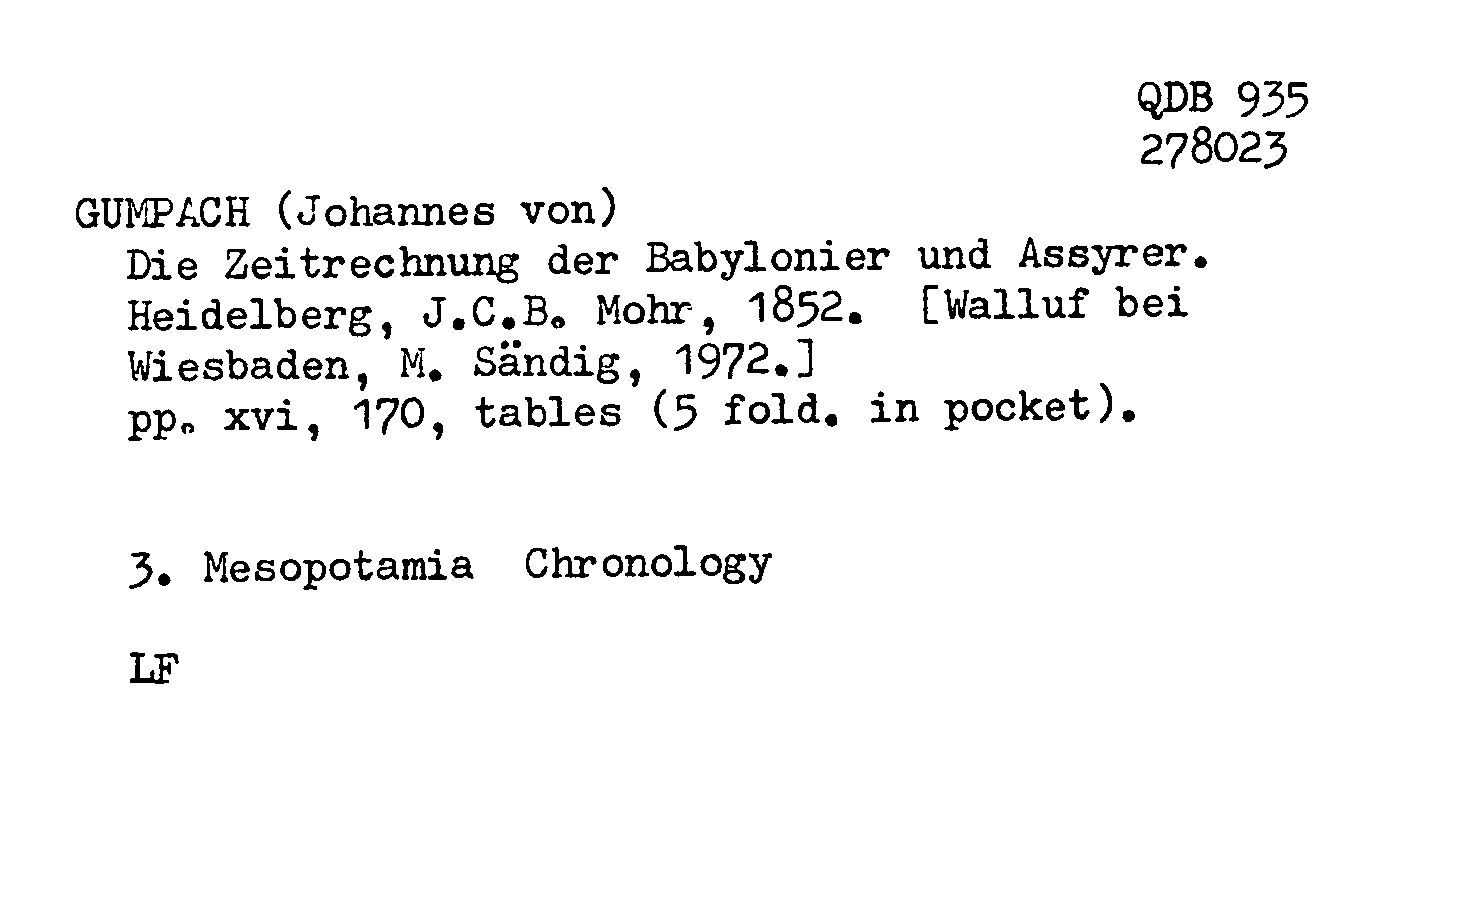 QDB 935
278023
GUMPACH (Johannes von)
Die Zeitrechnung der Babylonier und Assyrer.
Heidelberg, J.C.B. Mohr, 1852. [Walluf bei
Wiesbaden, M. Sändig, 1972.]
pp. xvi, 170, tables (5 fold. in pocket).
3. Mesopotamia Chronology
LF